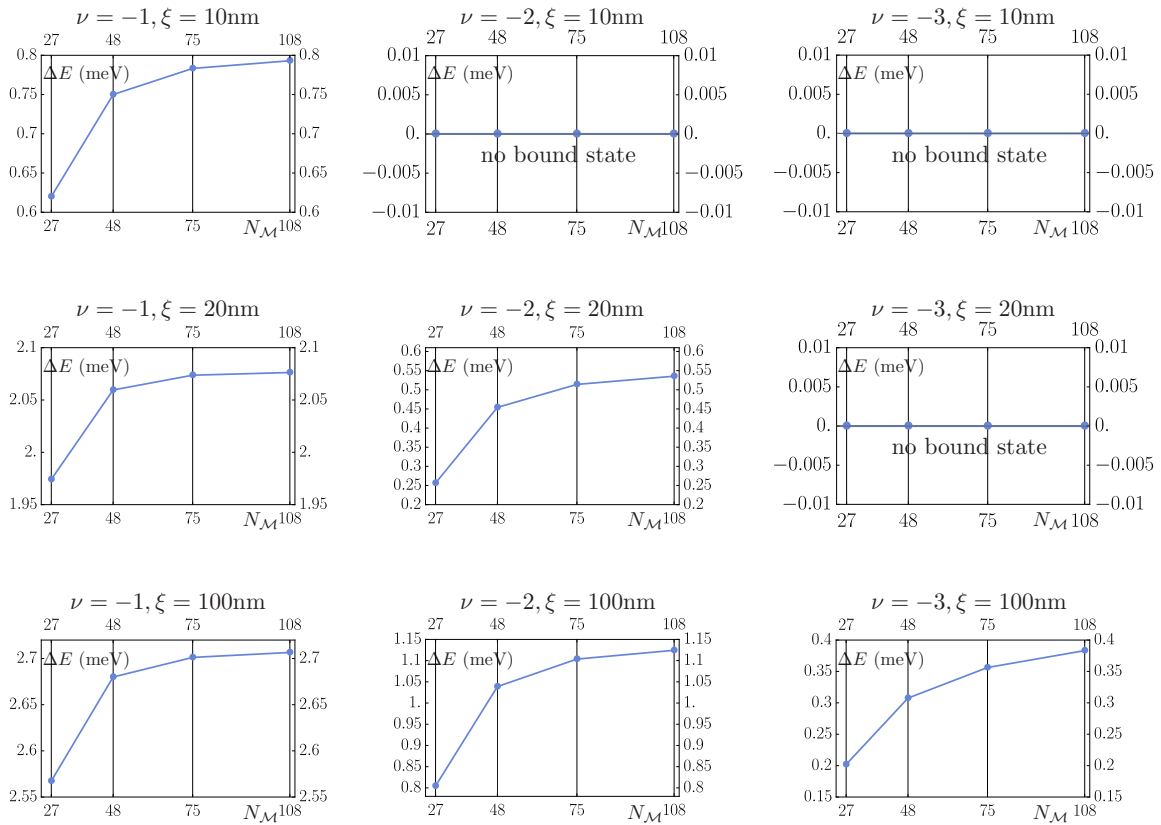 ν = −1, ξ = 10nm
27 48 75 108
0.8 0.8
ΔE (meV)
0.75 0.75
0.7 0.7
0.65 0.65
0.6 0.6
27 48 75 N𝓜 108
ν = −2, ξ = 10nm
27 48 75 108
0.01 0.01
ΔE (meV)
0.005 0.005
0. 0.
no bound state
−0.005 −0.005
−0.01 −0.01
27 48 75 N𝓜 108
ν = −3, ξ = 10nm
27 48 75 108
0.01 0.01
ΔE (meV)
0.005 0.005
0. 0.
no bound state
−0.005 −0.005
−0.01 −0.01
27 48 75 N𝓜 108
ν = −1, ξ = 20nm
27 48 75 108
2.1 2.1
ΔE (meV)
2.05 2.05
2. 2.
1.95 1.95
27 48 75 N𝓜 108
ν = −2, ξ = 20nm
27 48 75 108
0.6 0.6
ΔE (meV)
0.55 0.55
0.5 0.5
0.45 0.45
0.4 0.4
0.35 0.35
0.3 0.3
0.25 0.25
0.2 0.2
27 48 75 N𝓜 108
ν = −3, ξ = 20nm
27 48 75 108
0.01 0.01
ΔE (meV)
0.005 0.005
0. 0.
no bound state
−0.005 −0.005
−0.01 −0.01
27 48 75 N𝓜 108
ν = −1, ξ = 100nm
27 48 75 108
ΔE (meV)
2.7 2.7
2.65 2.65
2.6 2.6
2.55 2.55
27 48 75 N𝓜 108
ν = −2, ξ = 100nm
27 48 75 108
1.15 1.15
ΔE (meV)
1.1 1.1
1.05 1.05
1. 1.
0.95 0.95
0.9 0.9
0.85 0.85
0.8 0.8
27 48 75 N𝓜 108
ν = −3, ξ = 100nm
27 48 75 108
0.4 0.4
ΔE (meV)
0.35 0.35
0.3 0.3
0.25 0.25
0.2 0.2
0.15 0.15
27 48 75 N𝓜 108